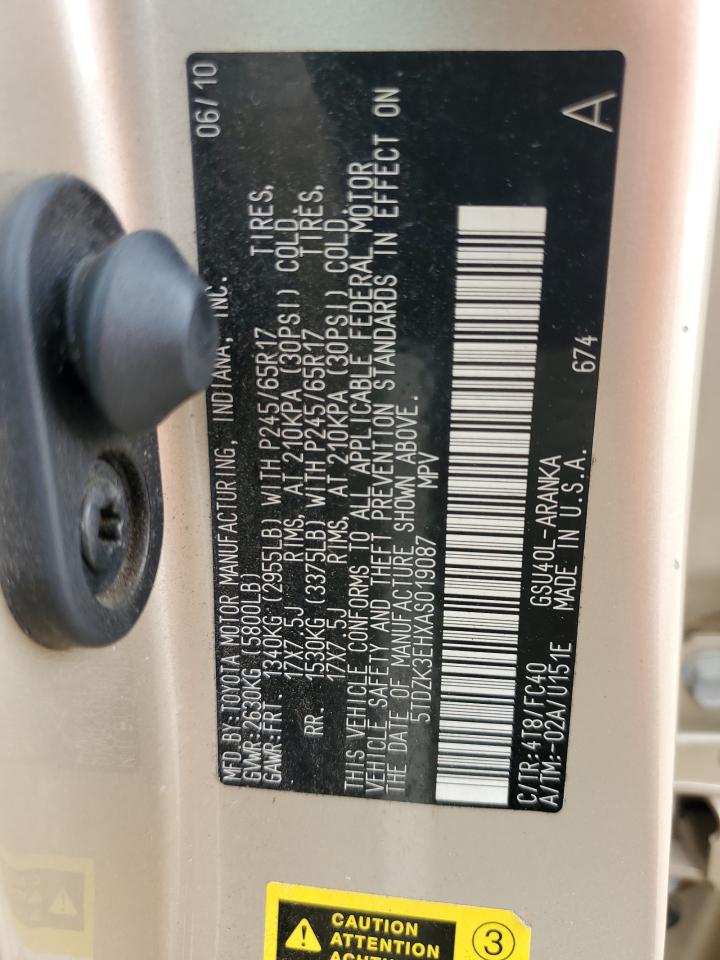 MFD.BY:TOYOTA MOTOR MANUFACTURING, INDIANA, INC. 06/10
GVWR:2630KG (5800LB)
GAWR:FRT 1340KG (2955LB) WITH P245/65R17 TIRES,
17X7.5J RIMS, AT 210KPA (30PSI) COLD.
RR. 1530KG (3375LB) WITH P245/65R17 TIRES,
17X7.5J RIMS, AT 210KPA (30PSI) COLD.
THIS VEHICLE CONFORMS TO ALL APPLICABLE FEDERAL MOTOR
VEHICLE SAFETY AND THEFT PREVENTION STANDARDS IN EFFECT ON
THE DATE OF MANUFACTURE SHOWN ABOVE.
5TDZK3EHXAS019087 MPV
C/TR:4T8/FC40 GSU40L-ARANKA
A/TM:-02A/U151E MADE IN U.S.A. 674 A
CAUTION
ATTENTION
ACHTUNG
3